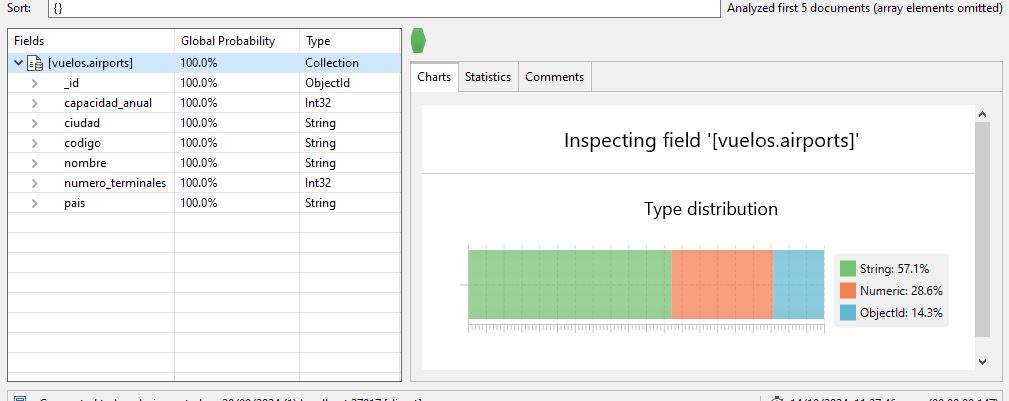 Sort: {} Analyzed first 5 documents (array elements omitted)
Fields Global Probability Type
[vuelos.airports] 100.0% Collection
_id 100.0% ObjectId
capacidad_anual 100.0% Int32
ciudad 100.0% String
codigo 100.0% String
nombre 100.0% String
numero_terminales 100.0% Int32
pais 100.0% String
Charts Statistics Comments
Inspecting field '[vuelos.airports]'
Type distribution
String: 57.1%
Numeric: 28.6%
ObjectId: 14.3%